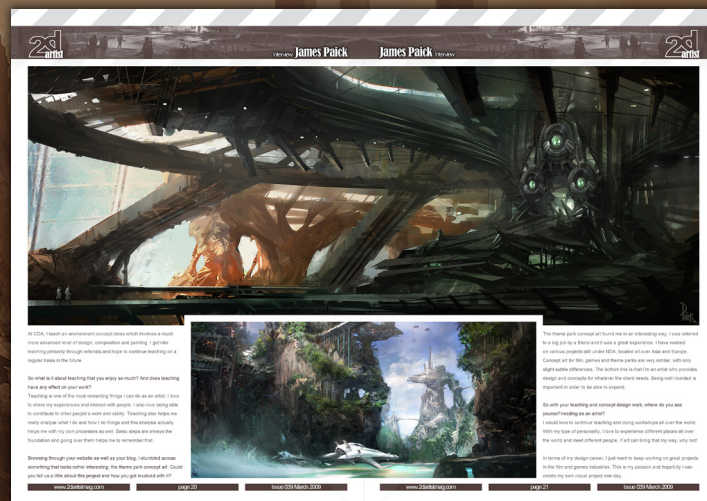 2d artist
Interview James Paick
James Paick Interview
2d artist
Paick
At CDA, I teach an environment concept class which involves a much
more advanced level of design, composition and painting. I got into
teaching primarily through referrals and hope to continue teaching on a
regular basis in the future.
So what is it about teaching that you enjoy so much? And does teaching
have any effect on your work?
Teaching is one of the most rewarding things I can do as an artist. I love
to share my experiences and interact with people. I also love being able
to contribute to other people's work and ability. Teaching also helps me
really analyse what I do and how I do things and this analysis actually
helps me with my own processes as well. Basic steps are always the
foundation and going over them helps me to remember that.
Browsing through your website as well as your blog, I stumbled across
something that looks rather interesting, the theme park concept art. Could
you tell us a little about this project and how you got involved with it?
The theme park concept art found me in an interesting way; I was referred
to a big job by a friend and it was a great experience. I have worked
on various projects still under NDA, located all over Asia and Europe.
Concept art for film, games and theme parks are very similar, with only
slight subtle differences. The bottom line is that I'm an artist who provides
design and concepts for whatever the client needs. Being well rounded is
important in order to be able to expand.
So with your teaching and concept design work, where do you see
yourself heading as an artist?
I would love to continue teaching and doing workshops all over the world.
With my type of personality, I love to experience different places all over
the world and meet different people. If art can bring that my way, why not!
In terms of my design career, I just want to keep working on great projects
in the film and games industries. This is my passion and hopefully I can
create my own visual project one day.
www.2dartistmag.com
page 20
Issue 039 March 2009
www.2dartistmag.com
page 21
Issue 039 March 2009